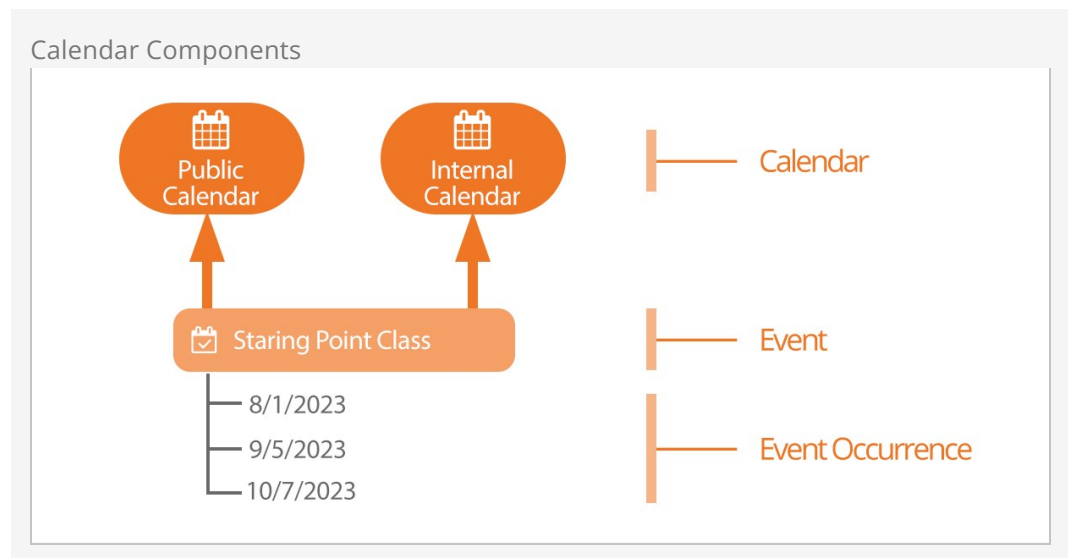 Calendar Components
Public
Calendar
Internal
Calendar
Calendar
Staring Point Class
Event
8/1/2023
9/5/2023
10/7/2023
Event Occurrence